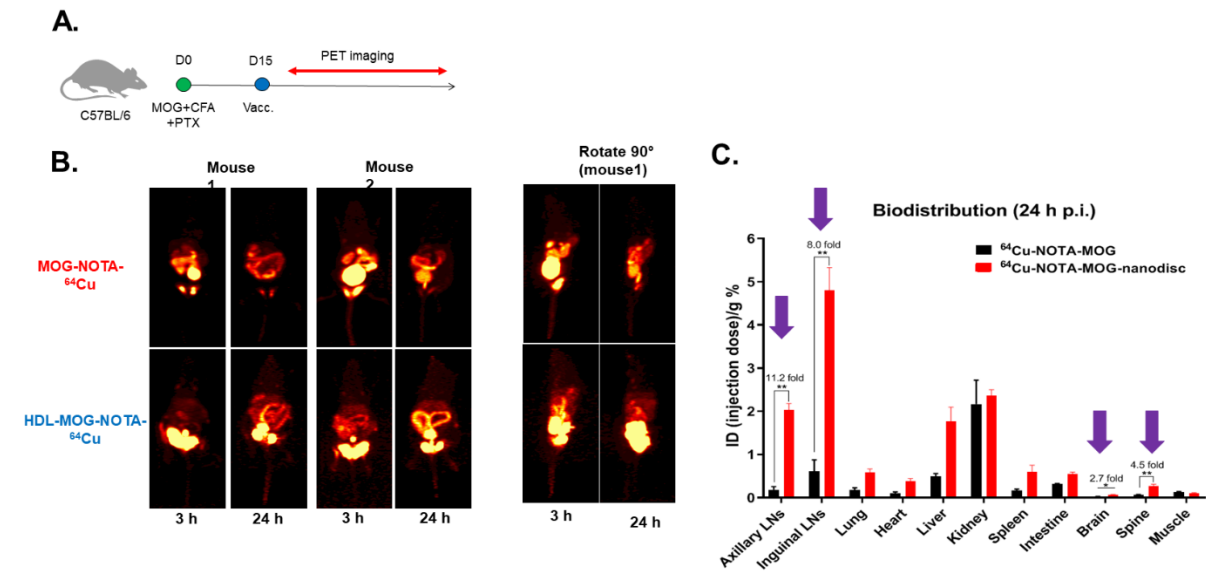 A.
PET imaging
D0
D15
C57BL/6
MOG+CFA
+PTX
Vacc.
B.
Mouse
1
Mouse
2
Rotate 90°
(mouse1)
MOG-NOTA-
⁶⁴Cu
HDL-MOG-NOTA-
⁶⁴Cu
3 h
24 h
3 h
24 h
3 h
24 h
C.
Biodistribution (24 h p.i.)
⁶⁴Cu-NOTA-MOG
⁶⁴Cu-NOTA-MOG-nanodisc
ID (injection dose)/g %
6
5
4
3
2
1
0
11.2 fold
**
8.0 fold
**
2.7 fold
*
4.5 fold
**
Axillary LNs
Inguinal LNs
Lung
Heart
Liver
Kidney
Spleen
Intestine
Brain
Spine
Muscle